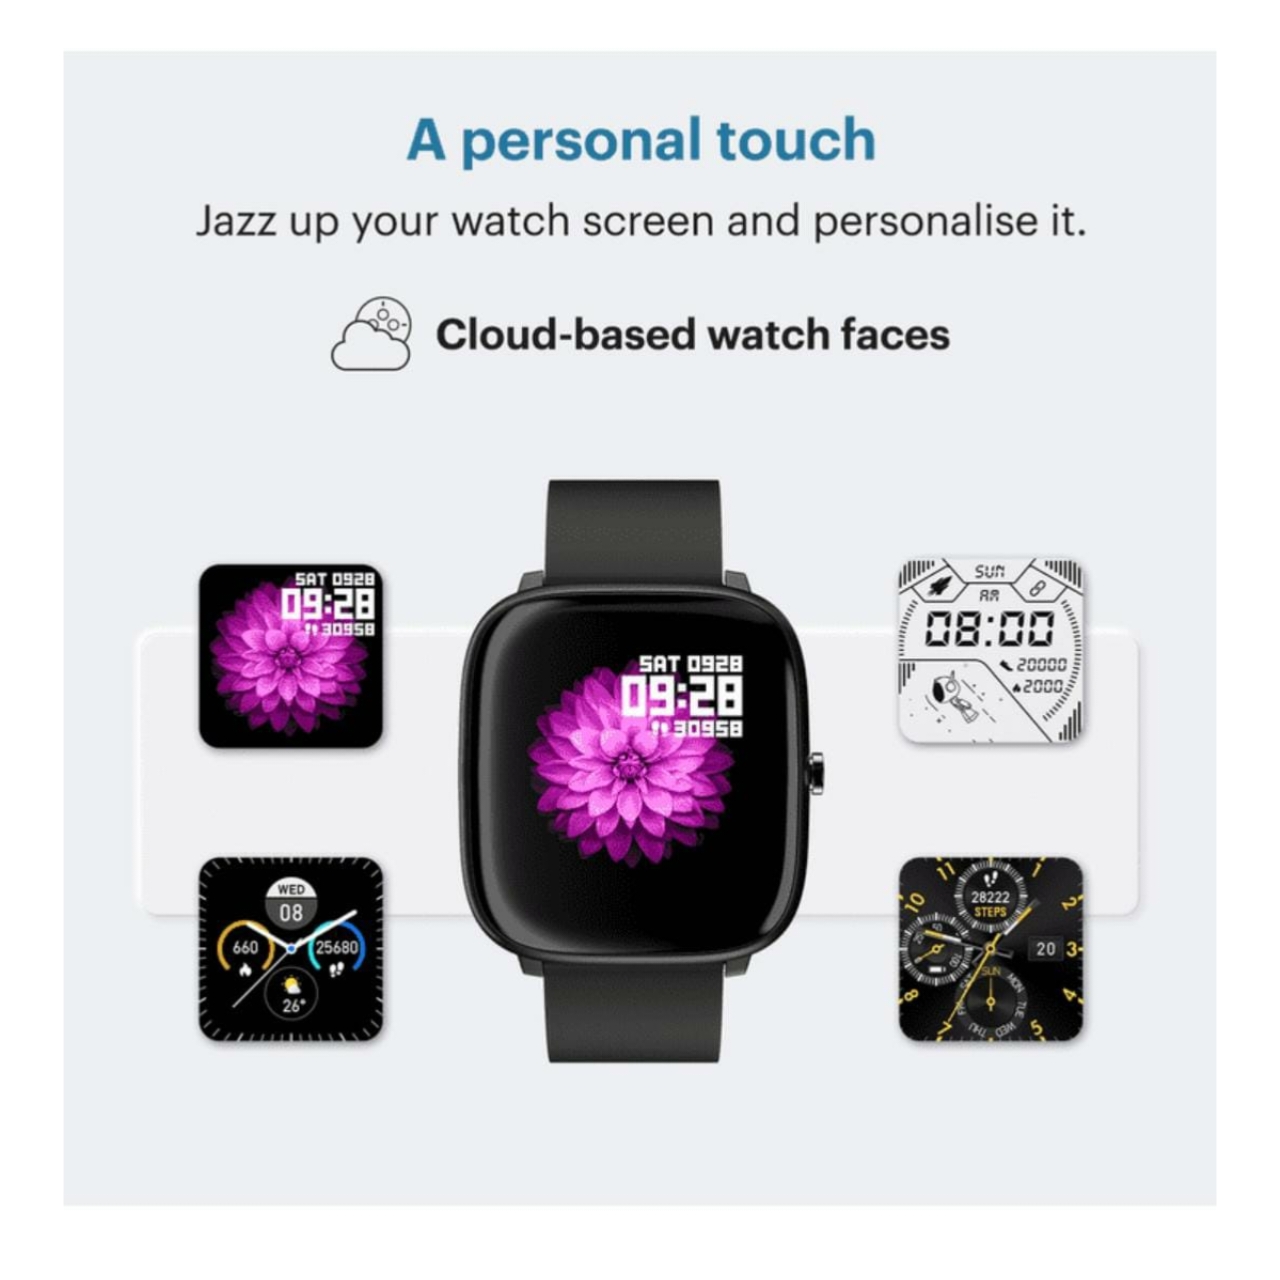 A personal touch
Jazz up your watch screen and personalise it.
Cloud-based watch faces
SAT 0928
09:28
30958
SAT 0928
09:28
30958
SUN
AM
08:00
20000
2000
WED
08
660
25680
26°
11
1
10
2
28222
STEPS
20
3
SUN
MON
TUE
WED
THU
8
4
7
5